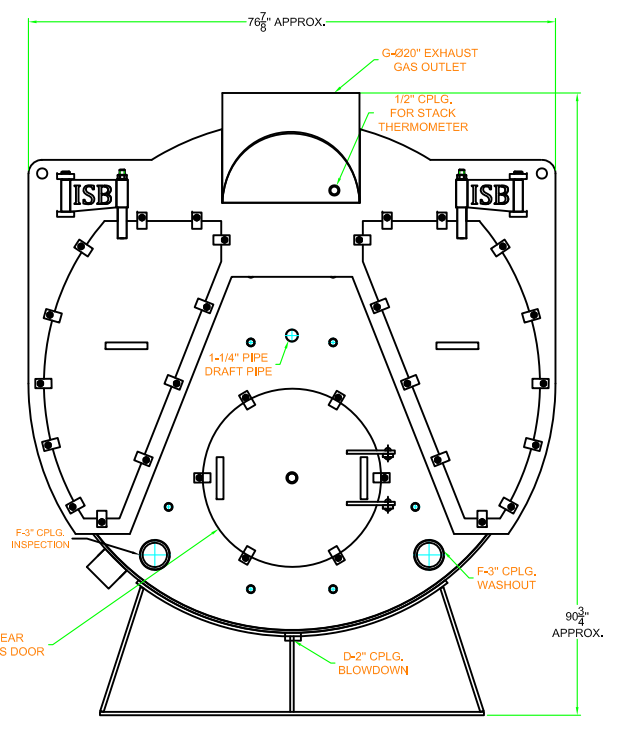 76 7/8" APPROX.
G-Ø20" EXHAUST
GAS OUTLET
1/2" CPLG.
FOR STACK
THERMOMETER
ISB
ISB
1-1/4" PIPE
DRAFT PIPE
F-3" CPLG.
INSPECTION
F-3" CPLG.
WASHOUT
90 3/4"
APPROX.
EAR
S DOOR
D-2" CPLG.
BLOWDOWN